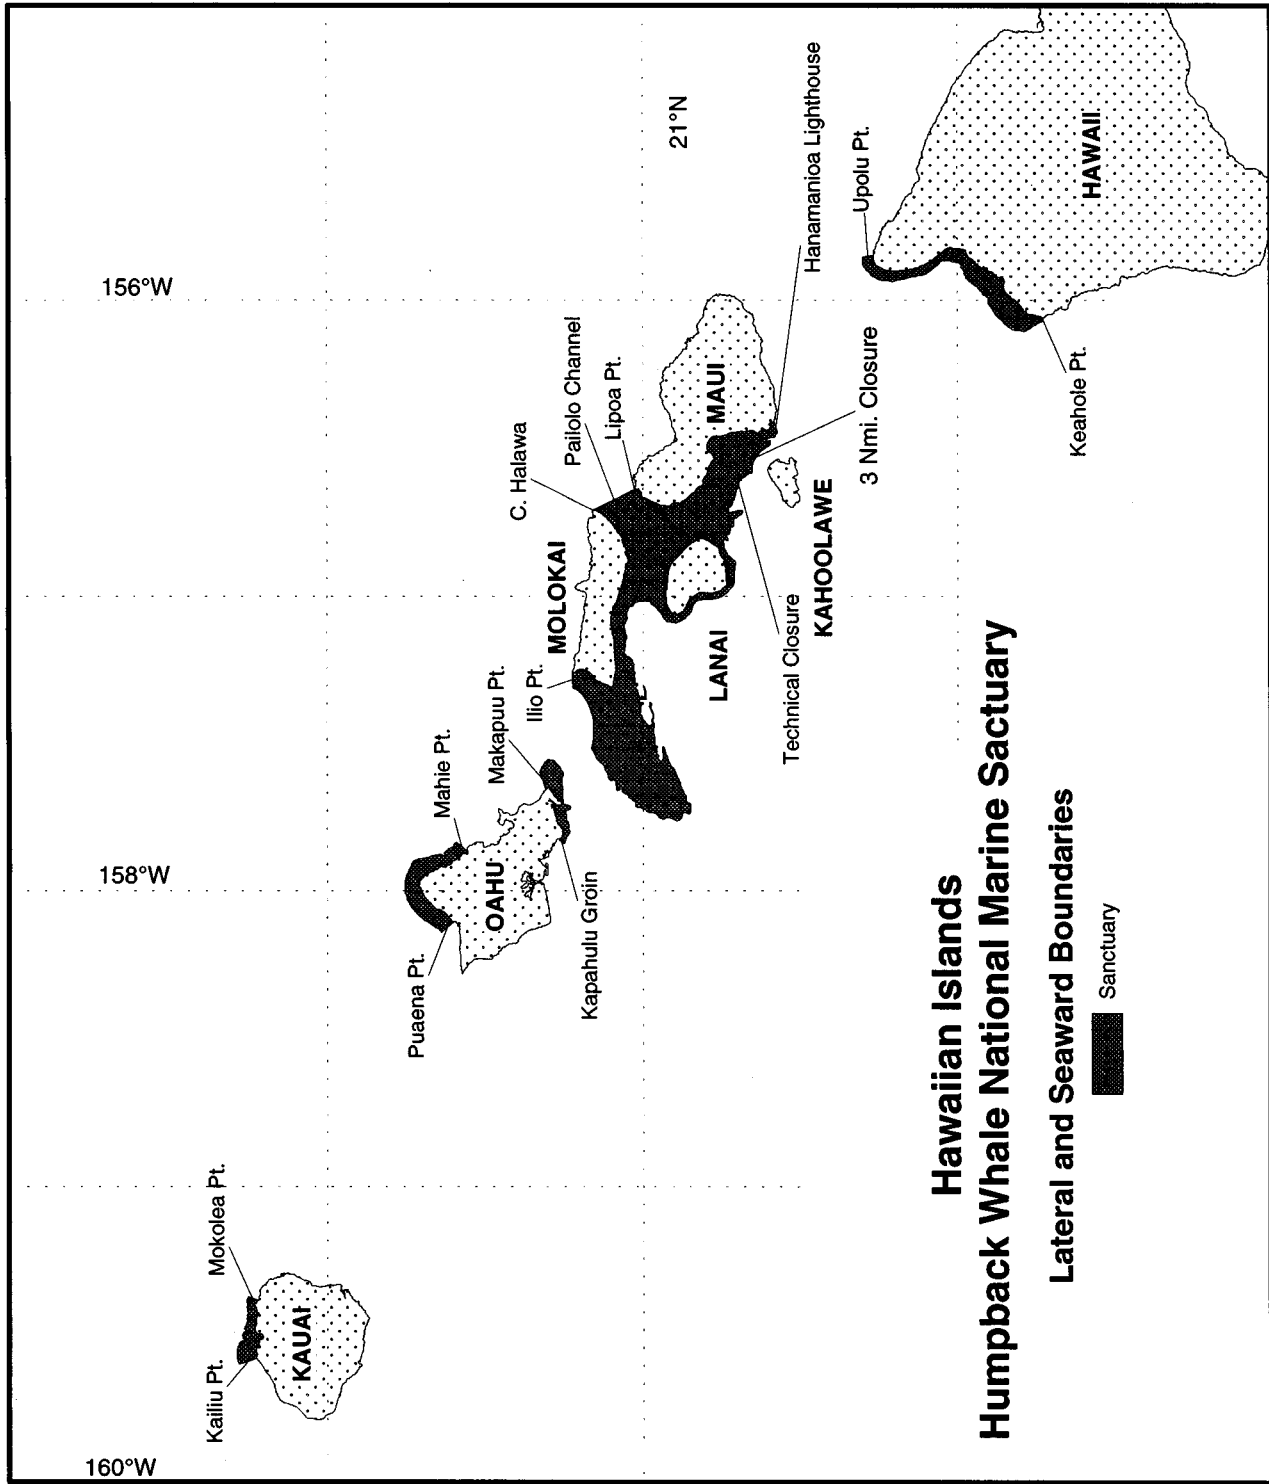 160°W
158°W
156°W
21°N
Kailiu Pt.
Mokolea Pt.
KAUAI
Puaena Pt.
Mahie Pt.
OAHU
Makapuu Pt.
Kapahulu Groin
Ilio Pt.
MOLOKAI
C. Halawa
Pailolo Channel
Lipoa Pt.
MAUI
LANAI
KAHOOLAWE
Technical Closure
3 Nmi. Closure
Hanamanioa Lighthouse
Upolu Pt.
Keahole Pt.
HAWAII
Hawaiian Islands
Humpback Whale National Marine Sactuary
Lateral and Seaward Boundaries
Sanctuary